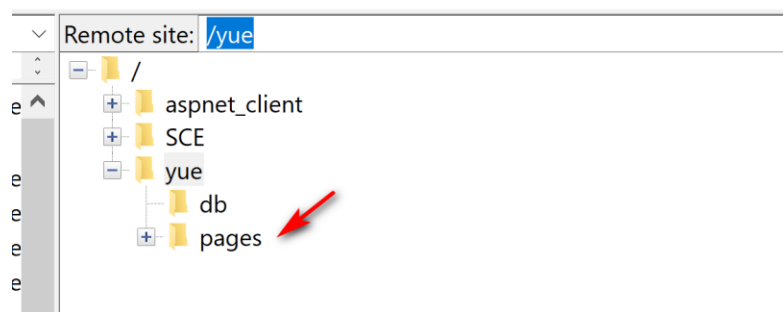 Remote site: /yue
/
aspnet_client
SCE
yue
db
pages